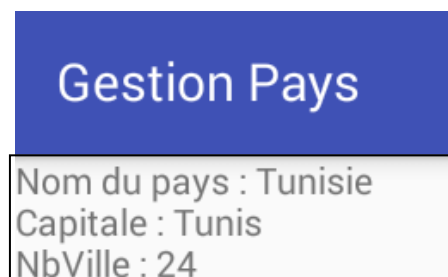 Gestion Pays
Nom du pays : Tunisie
Capitale : Tunis
NbVille : 24